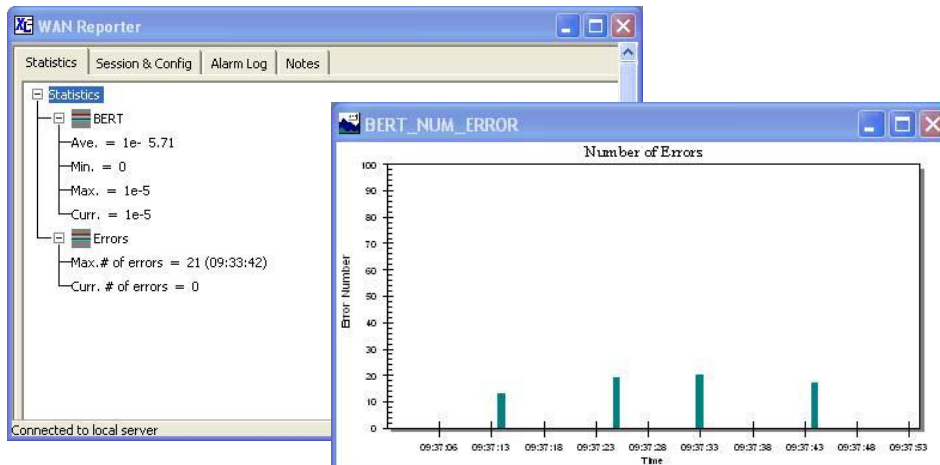 WAN Reporter
Statistics Session & Config Alarm Log Notes
Statistics
BERT
Ave. = 1e- 5.71
Min. = 0
Max. = 1e-5
Curr. = 1e-5
Errors
Max.# of errors = 21 (09:33:42)
Curr. # of errors = 0
Connected to local server
BERT_NUM_ERROR
Number of Errors
Error Number
100
90
80
70
60
50
40
30
20
10
0
09:37:06 09:37:13 09:37:18 09:37:23 09:37:28 09:37:33 09:37:38 09:37:43 09:37:48 09:37:53
Time